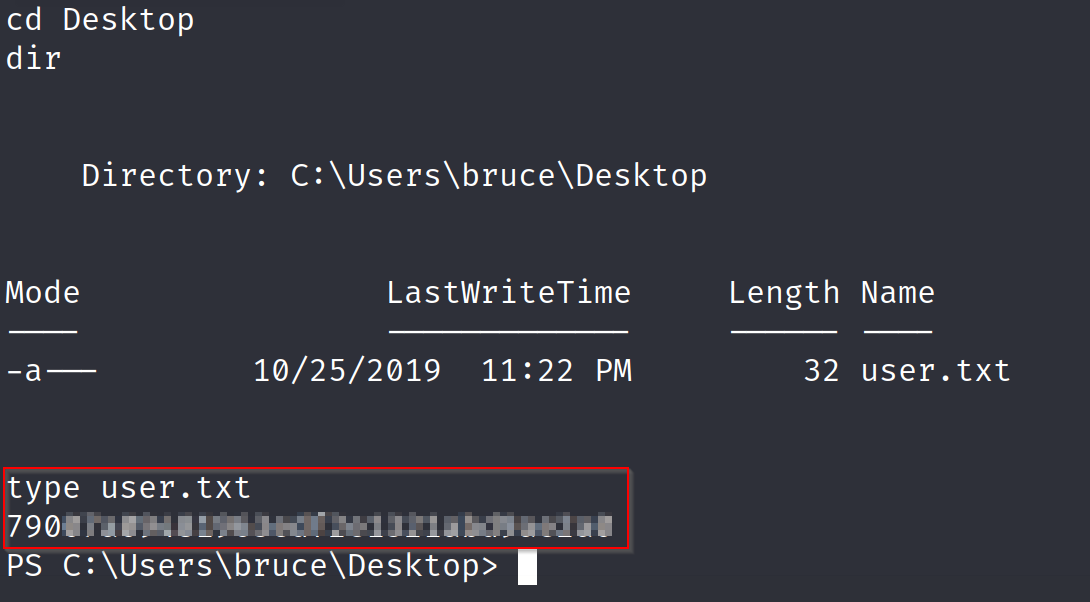 cd Desktop
dir
Directory: C:\Users\bruce\Desktop
Mode LastWriteTime Length Name
---- ------------- ------ ----
-a--- 10/25/2019 11:22 PM 32 user.txt
type user.txt
790
PS C:\Users\bruce\Desktop>